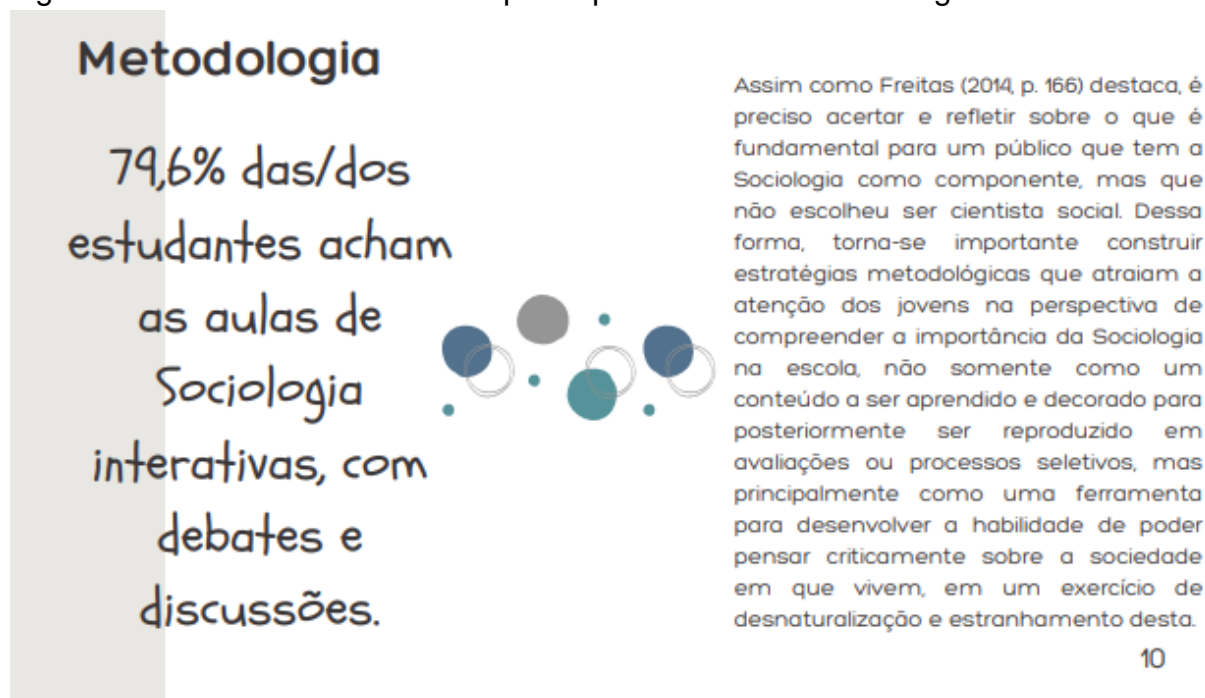 Metodologia
79,6% das/dos
estudantes acham
as aulas de
Sociologia
interativas, com
debates e
discussões.
Assim como Freitas (2014, p. 166) destaca, é
preciso acertar e refletir sobre o que é
fundamental para um público que tem a
Sociologia como componente, mas que
não escolheu ser cientista social. Dessa
forma, torna-se importante construir
estratégias metodológicas que atraiam a
atenção dos jovens na perspectiva de
compreender a importância da Sociologia
na escola, não somente como um
conteúdo a ser aprendido e decorado para
posteriormente ser reproduzido em
avaliações ou processos seletivos, mas
principalmente como uma ferramenta
para desenvolver a habilidade de poder
pensar criticamente sobre a sociedade
em que vivem, em um exercício de
desnaturalização e estranhamento desta.
10